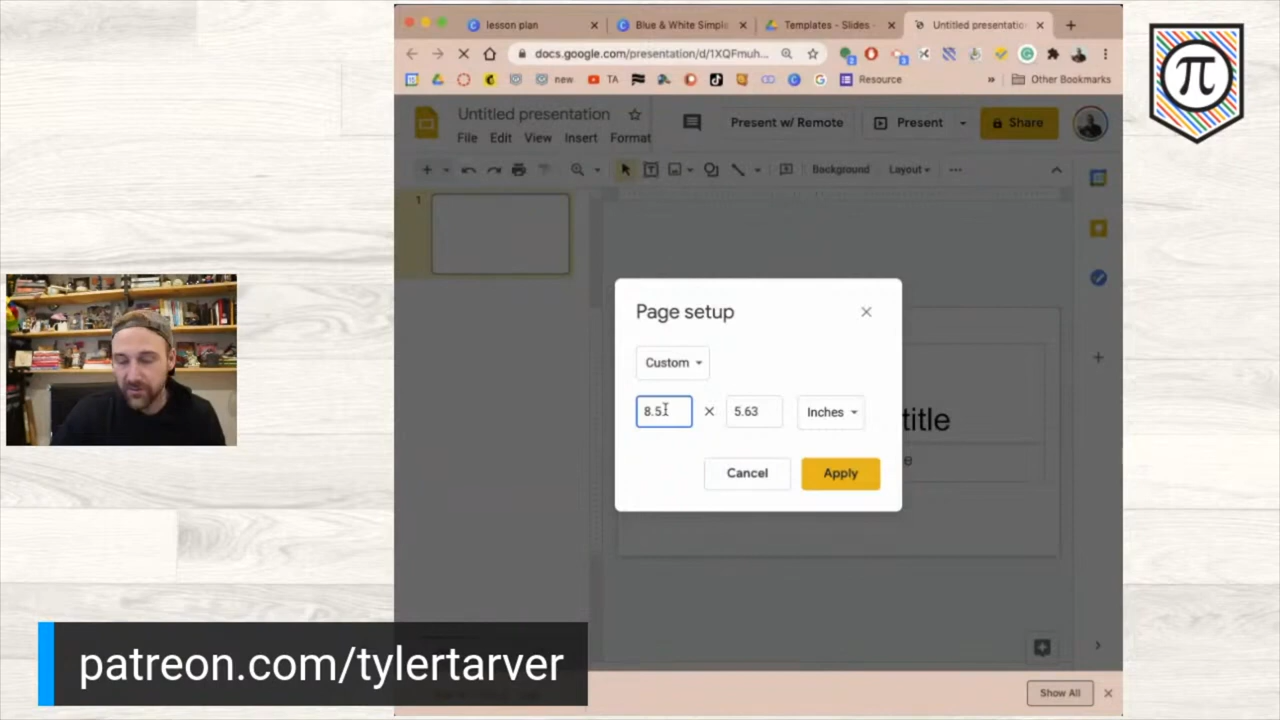 lesson plan
Blue & White Simple
Templates - Slides -
Untitled presentatio
docs.google.com/presentation/d/1XQFmuh...
new
TA
Resource
»
Other Bookmarks
Untitled presentation
File Edit View Insert Format
Present w/ Remote
Present
Share
Background
Layout
1
Page setup
Custom
8.5 × 5.63 Inches
Cancel
Apply
title
e
π
patreon.com/tylertarver
Show All